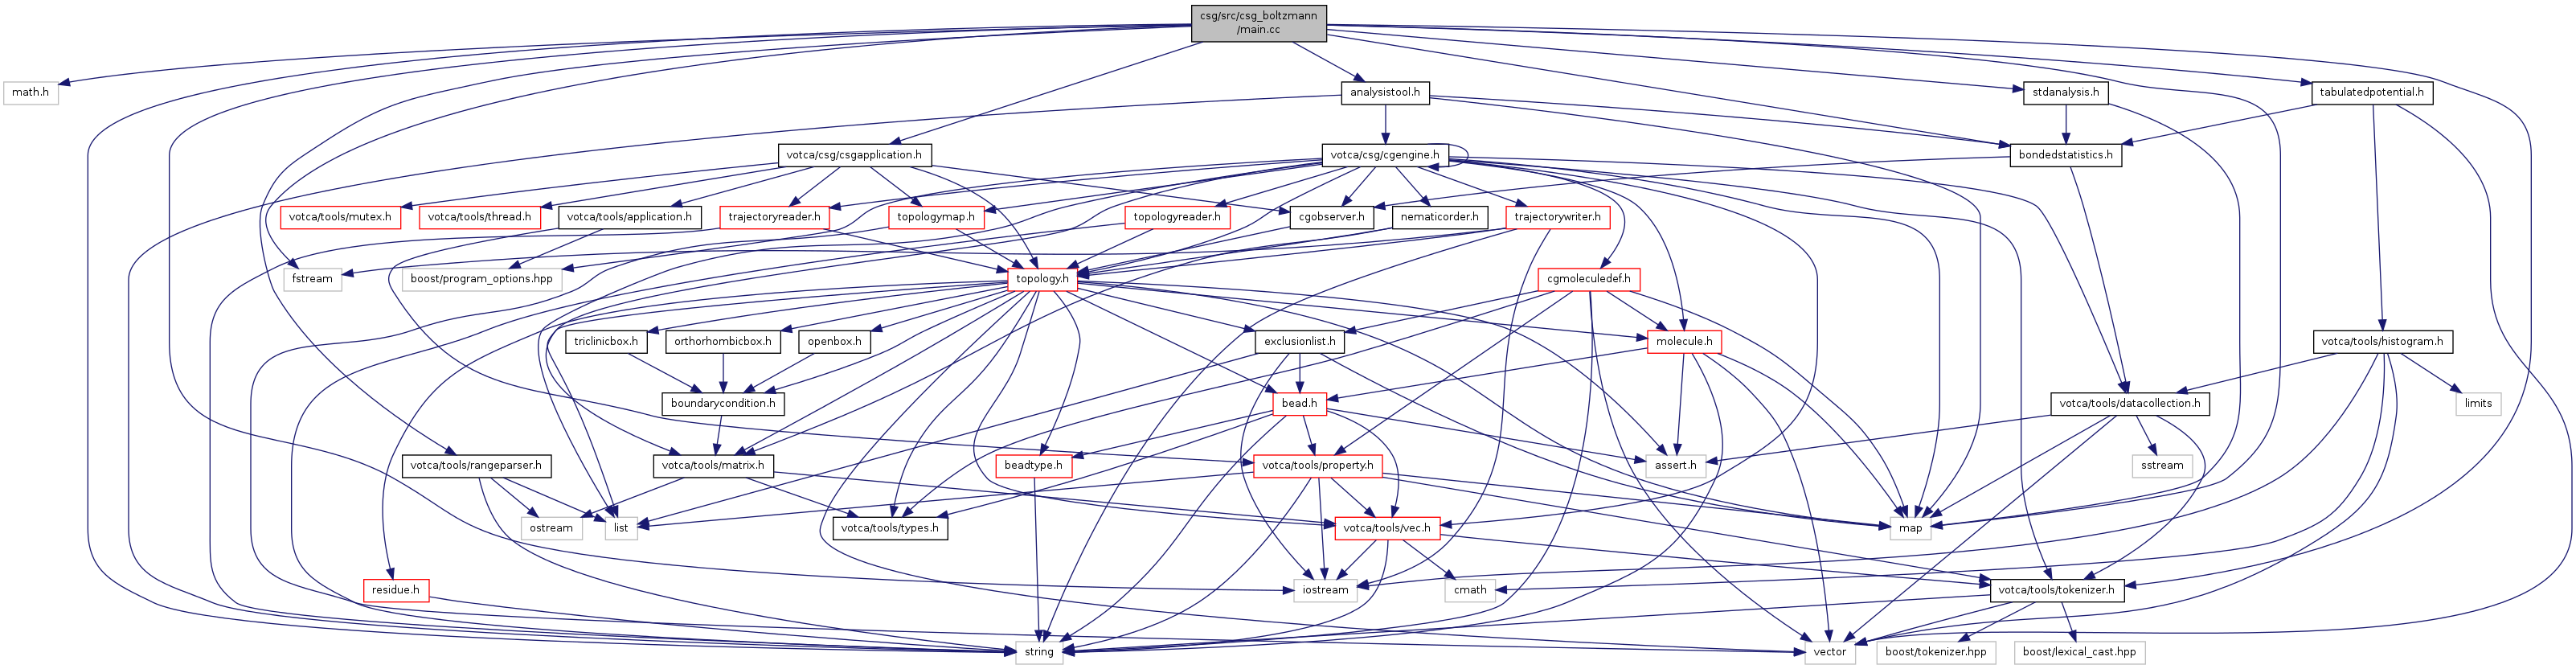 csg/src/csg_boltzmann
/main.cc
math.h
analysistool.h
stdanalysis.h
tabulatedpotential.h
votca/csg/csgapplication.h
votca/csg/cgengine.h
bondedstatistics.h
votca/tools/mutex.h
votca/tools/thread.h
votca/tools/application.h
trajectoryreader.h
topologymap.h
topologyreader.h
cgobserver.h
nematicorder.h
trajectorywriter.h
fstream
boost/program_options.hpp
topology.h
cgmoleculedef.h
triclinicbox.h
orthorhombicbox.h
openbox.h
exclusionlist.h
molecule.h
votca/tools/histogram.h
boundarycondition.h
bead.h
votca/tools/datacollection.h
limits
votca/tools/rangeparser.h
votca/tools/matrix.h
beadtype.h
votca/tools/property.h
assert.h
sstream
ostream
list
votca/tools/types.h
votca/tools/vec.h
map
residue.h
iostream
cmath
votca/tools/tokenizer.h
string
vector
boost/tokenizer.hpp
boost/lexical_cast.hpp